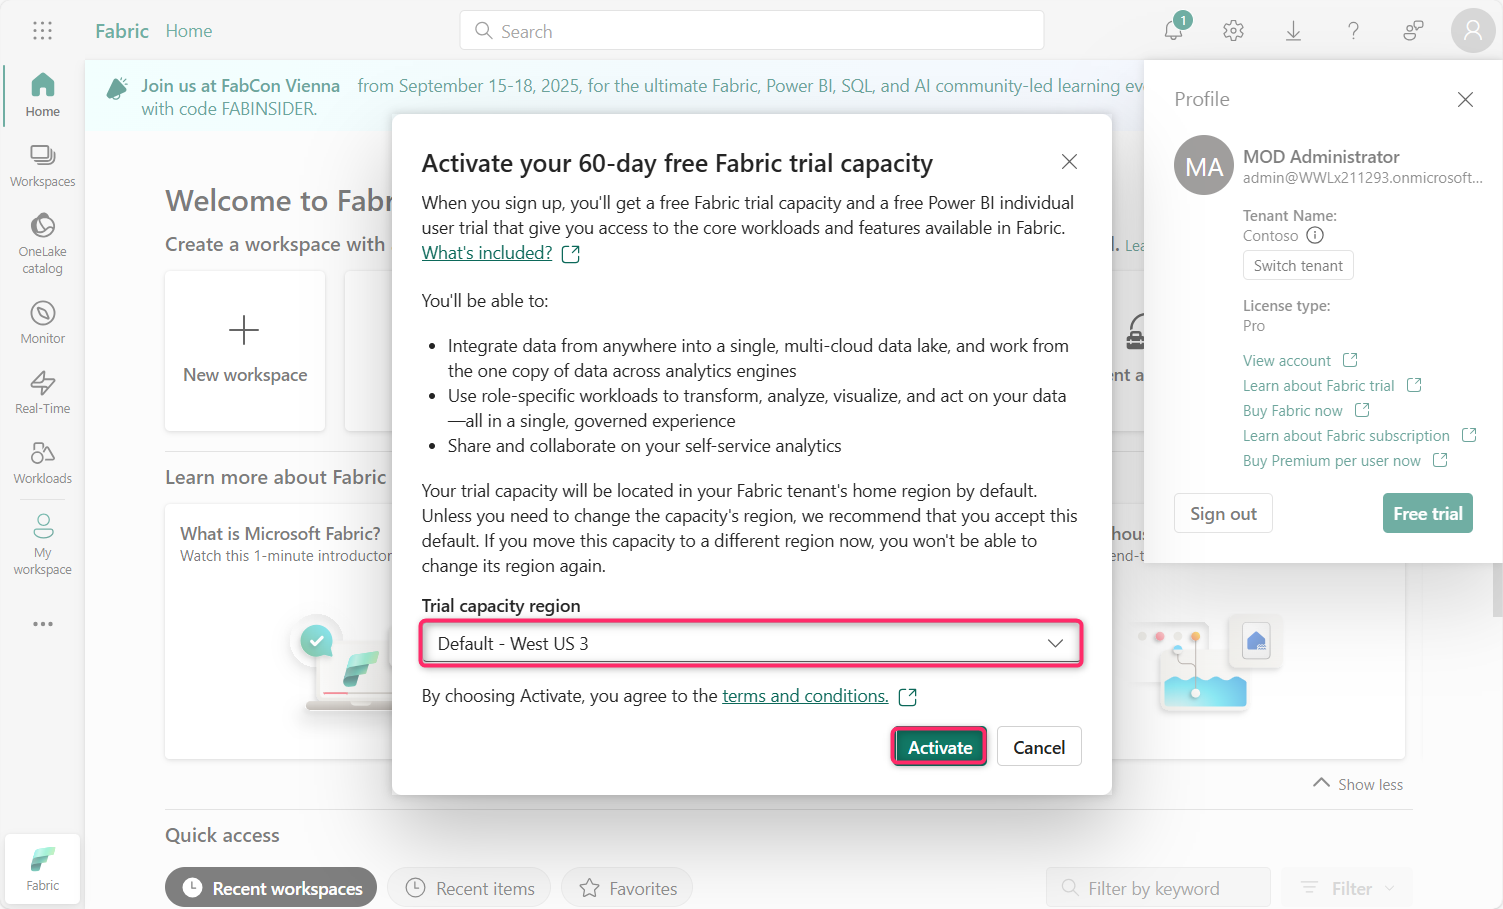 Fabric Home
Search
1
Home
Workspaces
OneLake
catalog
Monitor
Real-Time
Workloads
My
workspace
Fabric
Join us at FabCon Vienna from September 15-18, 2025, for the ultimate Fabric, Power BI, SQL, and AI community-led learning
with code FABINSIDER.
Welcome to
Create a workspace with
New workspace
Learn more about Fabric
What is Microsoft Fabric?
Watch this 1-minute
Activate your 60-day free Fabric trial capacity
When you sign up, you'll get a free Fabric trial capacity and a free Power BI individual
user trial that give you access to the core workloads and features available in Fabric.
What's included?
You'll be able to:
• Integrate data from anywhere into a single, multi-cloud data lake, and work from
the one copy of data across analytics engines
• Use role-specific workloads to transform, analyze, visualize, and act on your data
—all in a single, governed experience
• Share and collaborate on your self-service analytics
Your trial capacity will be located in your Fabric tenant's home region by default.
Unless you need to change the capacity's region, we recommend that you accept this
default. If you move this capacity to a different region now, you won't be able to
change its region again.
Trial capacity region
Default - West US 3
By choosing Activate, you agree to the terms and conditions.
Activate
Cancel
Profile
MA
MOD Administrator
admin@WWLx211293.onmicrosoft...
Tenant Name:
Contoso
Switch tenant
License type:
Pro
View account
Learn about Fabric trial
Buy Fabric now
Learn about Fabric subscription
Buy Premium per user now
Sign out
Free trial
Show less
Quick access
Recent workspaces
Recent items
Favorites
Filter by keyword
Filter